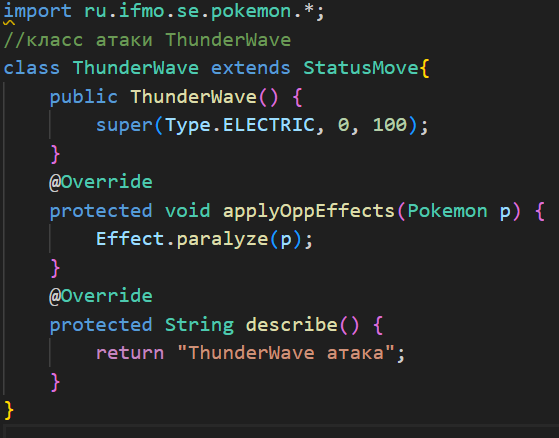 import ru.ifmo.se.pokemon.*;
//класс атаки ThunderWave
class ThunderWave extends StatusMove{
    public ThunderWave() {
        super(Type.ELECTRIC, 0, 100);
    }
    @Override
    protected void applyOppEffects(Pokemon p) {
        Effect.paralyze(p);
    }
    @Override
    protected String describe() {
        return "ThunderWave атака";
    }
}